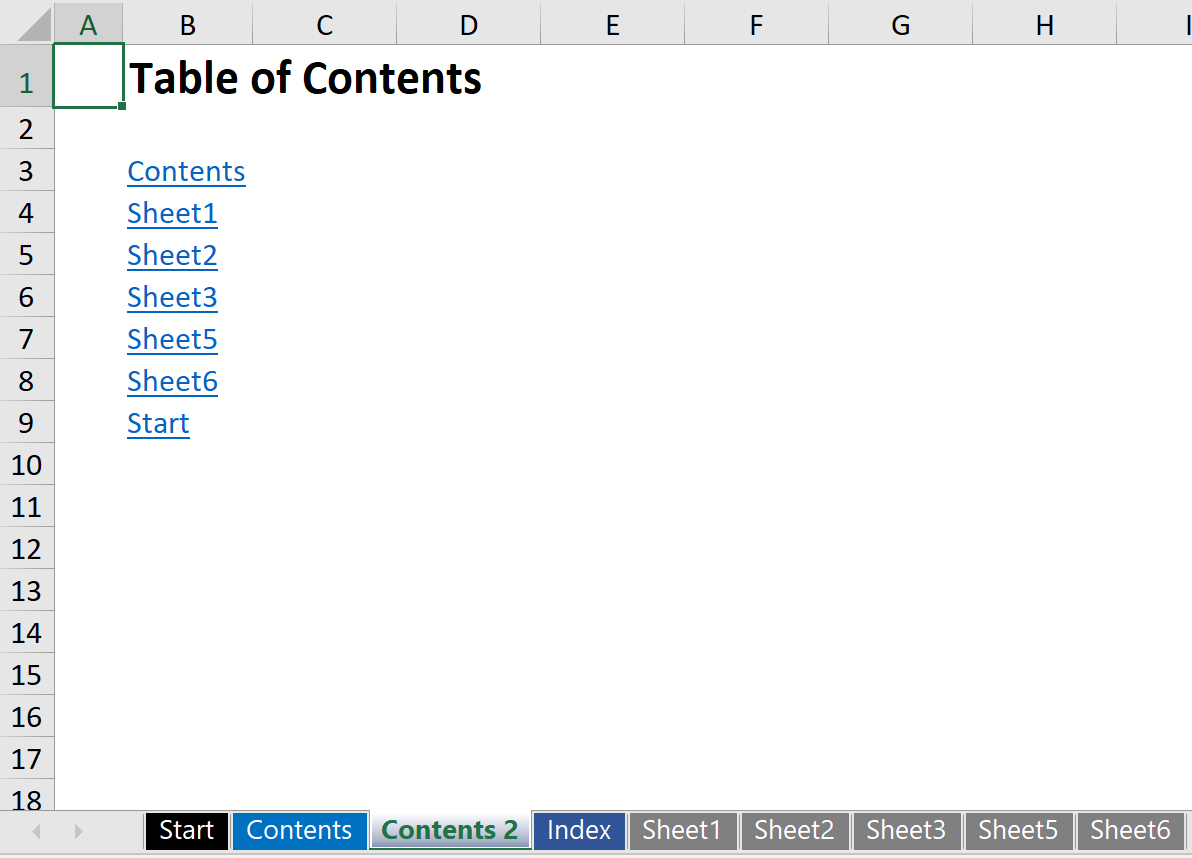 A B C D E F G H I
1 Table of Contents
2
3 Contents
4 Sheet1
5 Sheet2
6 Sheet3
7 Sheet5
8 Sheet6
9 Start
10
11
12
13
14
15
16
17
18
Start Contents Contents 2 Index Sheet1 Sheet2 Sheet3 Sheet5 Sheet6